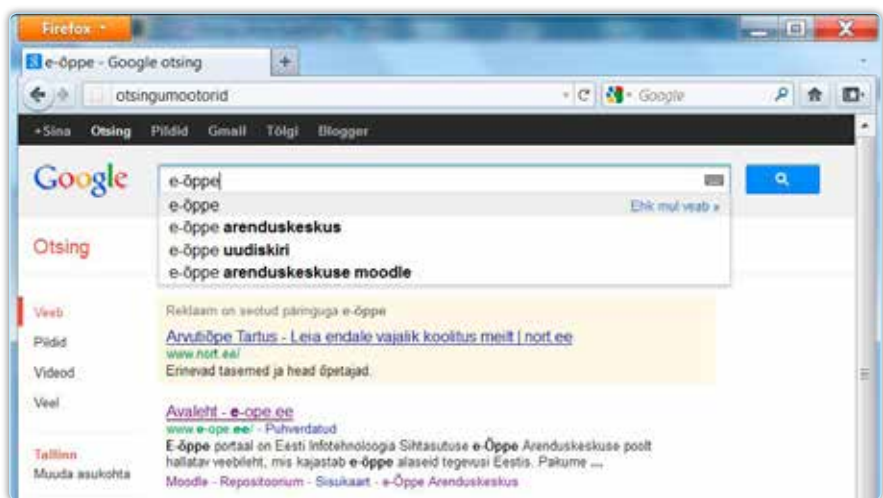 Firefox
e-õppe - Google otsing
otsingumootorid
Google
+Sina Otsing Pildid Gmail Tõlgi Blogger
Google
e-õppe
e-õppe Ehk mul veab »
e-õppe arenduskeskus
e-õppe uudiskiri
e-õppe arenduskeskuse moodle
Otsing
Veeb
Pildid
Videod
Veel
Tallinn
Muuda asukohta
Reklaam on seotud päringuga e-õppe
Arvutiõpe Tartus - Leia endale vajalik koolitus meilt | nort.ee
www.nort.ee/
Erinevad tasemed ja head õpetajad.
Avaleht - e-ope.ee
www.e-ope.ee/ - Puhverdatud
E-õppe portaal on Eesti Infotehnoloogia Sihtasutuse e-Õppe Arenduskeskuse poolt
hallatav veebileht, mis kajastab e-õppe alaseid tegevusi Eestis. Pakume ....
Moodle - Repositoorium - Sisukaart - e-Õppe Arenduskeskus